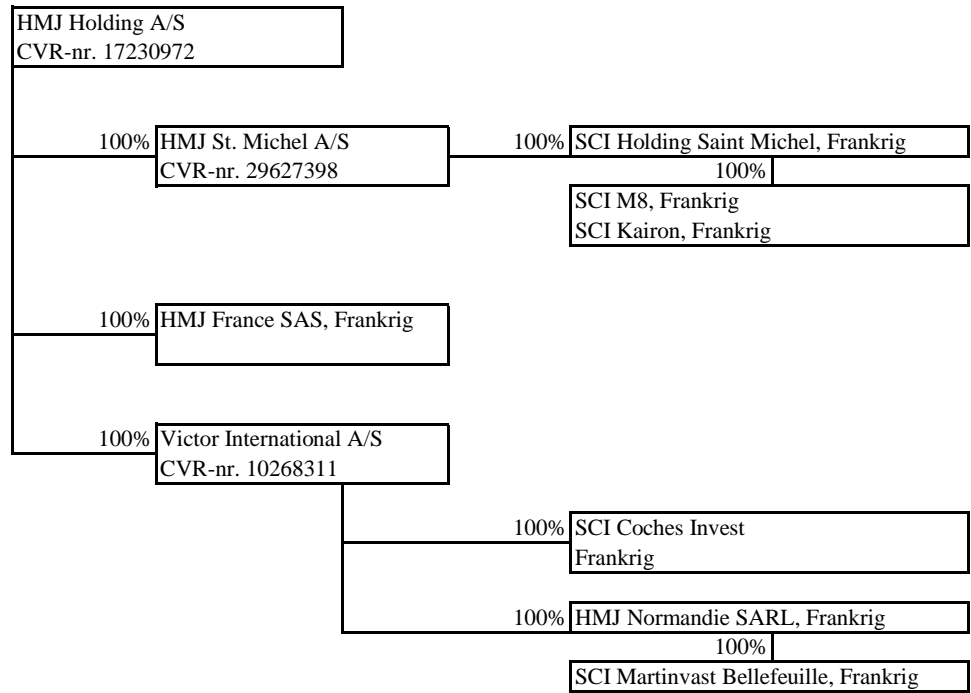 HMJ Holding A/S
CVR-nr. 17230972
100% HMJ St. Michel A/S 100% SCI Holding Saint Michel, Frankrig
CVR-nr. 29627398 100%
SCI M8, Frankrig
SCI Kairon, Frankrig
100% HMJ France SAS, Frankrig
100% Victor International A/S
CVR-nr. 10268311
100% SCI Coches Invest
Frankrig
100% HMJ Normandie SARL, Frankrig
100%
SCI Martinvast Bellefeuille, Frankrig